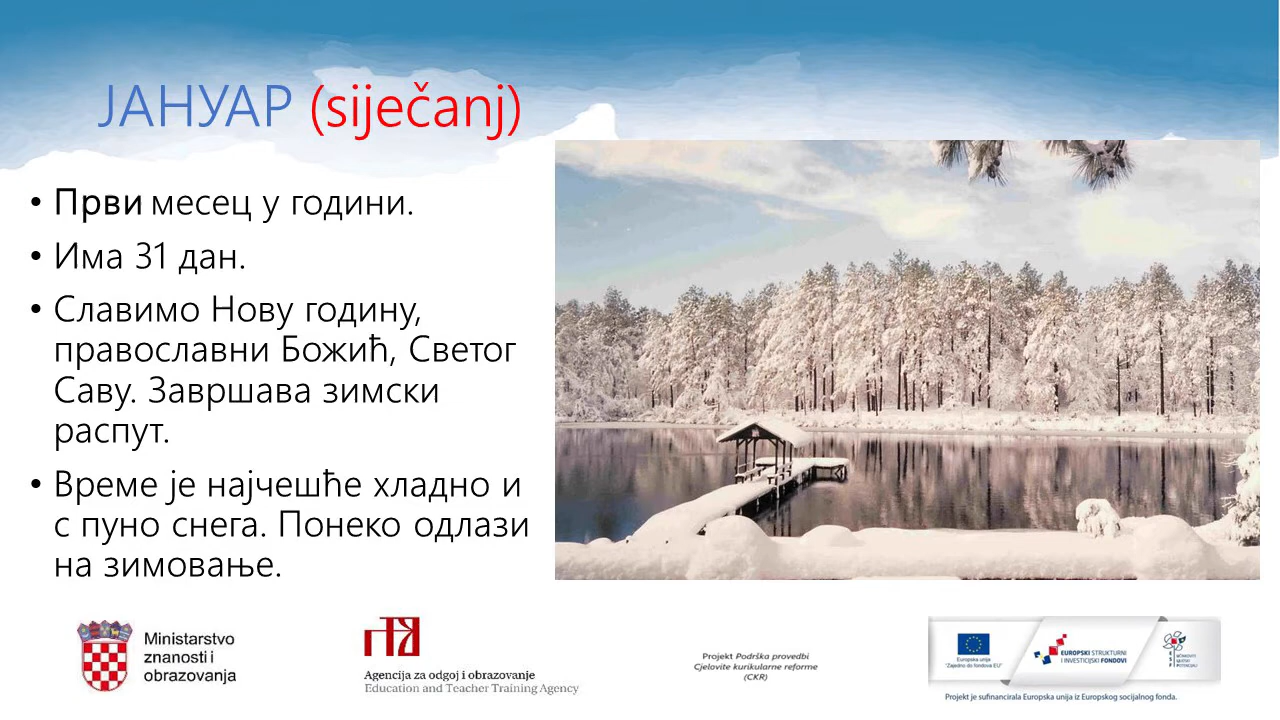 ЈАНУАР (siječanj)
• Први месец у години.
• Има 31 дан.
• Славимо Нову годину,
православни Божић, Светог
Саву. Завршава зимски
распут.
• Време је најчешће хладно и
с пуно снега. Понеко одлази
на зимовање.
Ministarstvo
znanosti i
obrazovanja
Agencija za odgoj i obrazovanje
Education and Teacher Training Agency
Projekt Podrška provedbi
Cjelovite kurikularne reforme
(CKR)
Europska unija
"Zajedno do fondova EU"
EUROPSKI STRUKTURNI
I INVESTICIJSKI FONDOVI
Projekt je sufinancirala Europska unija iz Europskog socijalnog fonda.